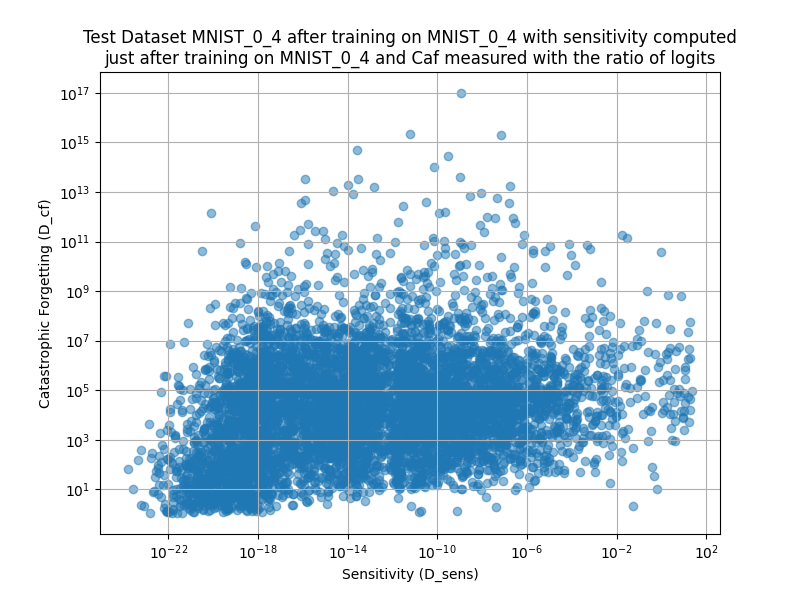 Test Dataset MNIST_0_4 after training on MNIST_0_4 with sensitivity computed
just after training on MNIST_0_4 and Caf measured with the ratio of logits
Catastrophic Forgetting (D_cf)
10^17
10^15
10^13
10^11
10^9
10^7
10^5
10^3
10^1
10^-22 10^-18 10^-14 10^-10 10^-6 10^-2 10^2
Sensitivity (D_sens)